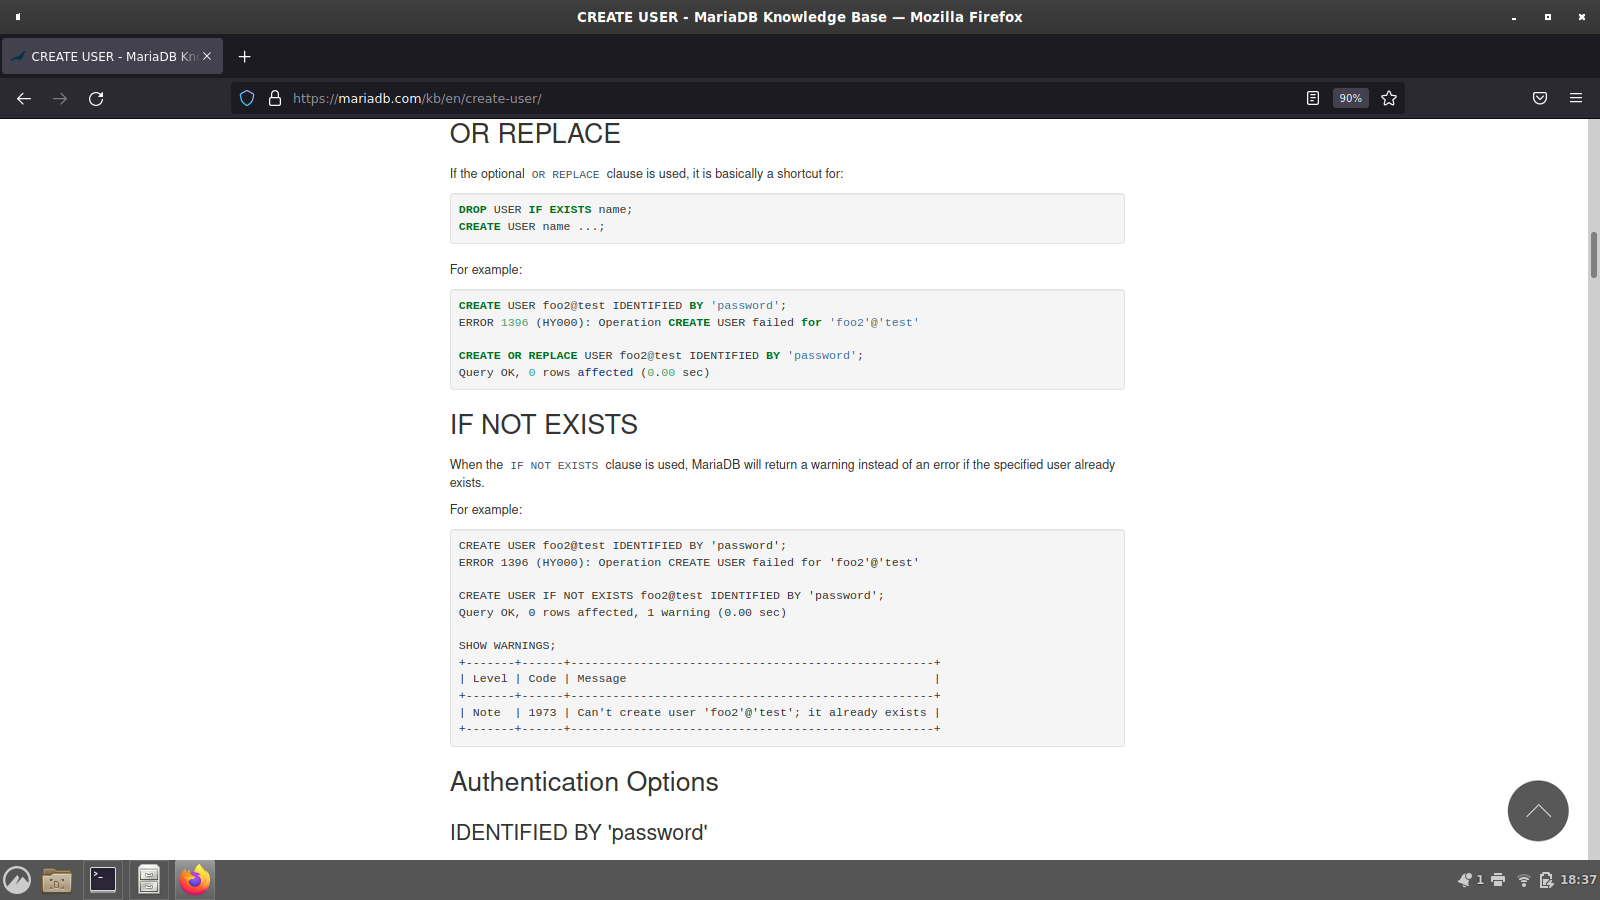 CREATE USER - MariaDB Knowledge Base — Mozilla Firefox
CREATE USER - MariaDB Kn
https://mariadb.com/kb/en/create-user/
90%
OR REPLACE
If the optional OR REPLACE clause is used, it is basically a shortcut for:
DROP USER IF EXISTS name;
CREATE USER name ...;
For example:
CREATE USER foo2@test IDENTIFIED BY 'password';
ERROR 1396 (HY000): Operation CREATE USER failed for 'foo2'@'test'
CREATE OR REPLACE USER foo2@test IDENTIFIED BY 'password';
Query OK, 0 rows affected (0.00 sec)
IF NOT EXISTS
When the IF NOT EXISTS clause is used, MariaDB will return a warning instead of an error if the specified user already
exists.
For example:
CREATE USER foo2@test IDENTIFIED BY 'password';
ERROR 1396 (HY000): Operation CREATE USER failed for 'foo2'@'test'
CREATE USER IF NOT EXISTS foo2@test IDENTIFIED BY 'password';
Query OK, 0 rows affected, 1 warning (0.00 sec)
SHOW WARNINGS;
+-------+------+----------------------------------------------------+
| Level | Code | Message                                            |
+-------+------+----------------------------------------------------+
| Note  | 1973 | Can't create user 'foo2'@'test'; it already exists |
+-------+------+----------------------------------------------------+
Authentication Options
IDENTIFIED BY 'password'
1
18:37